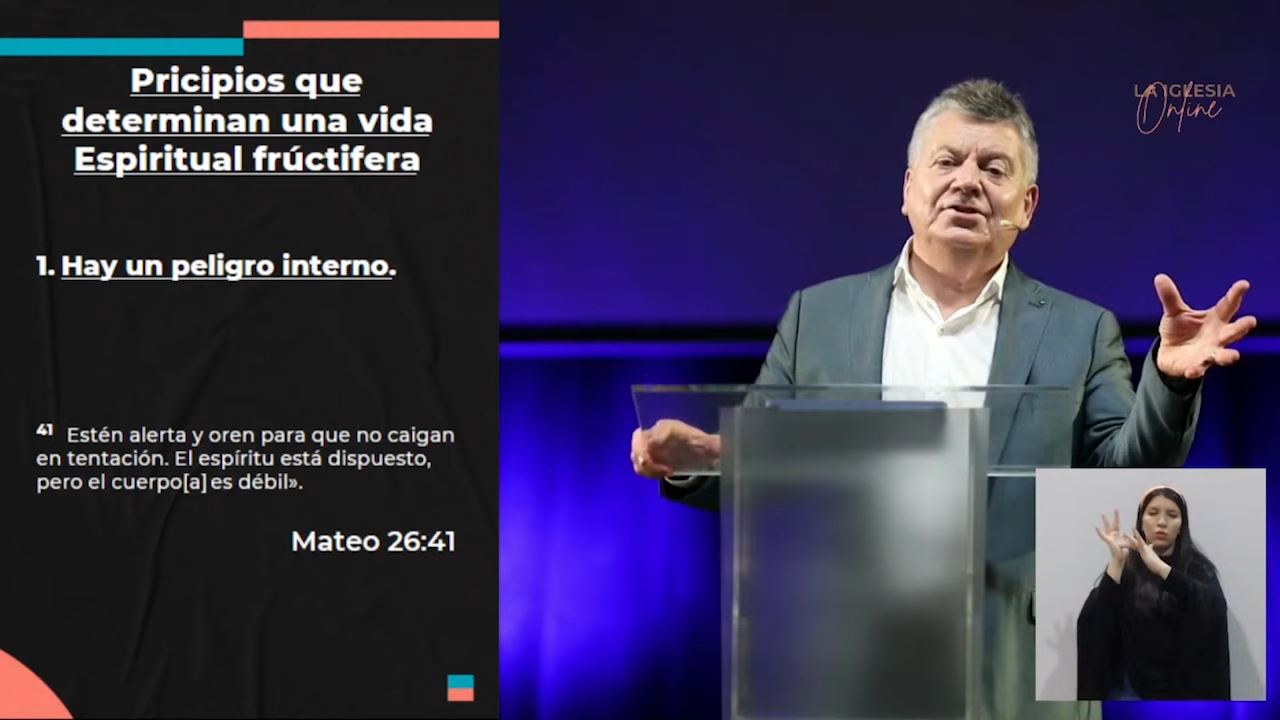 Pricipios que
determinan una vida
Espiritual frúctifera
1. Hay un peligro interno.
41 Estén alerta y oren para que no caigan
en tentación. El espíritu está dispuesto,
pero el cuerpo[a] es débil».
Mateo 26:41
LA IGLESIA
Online